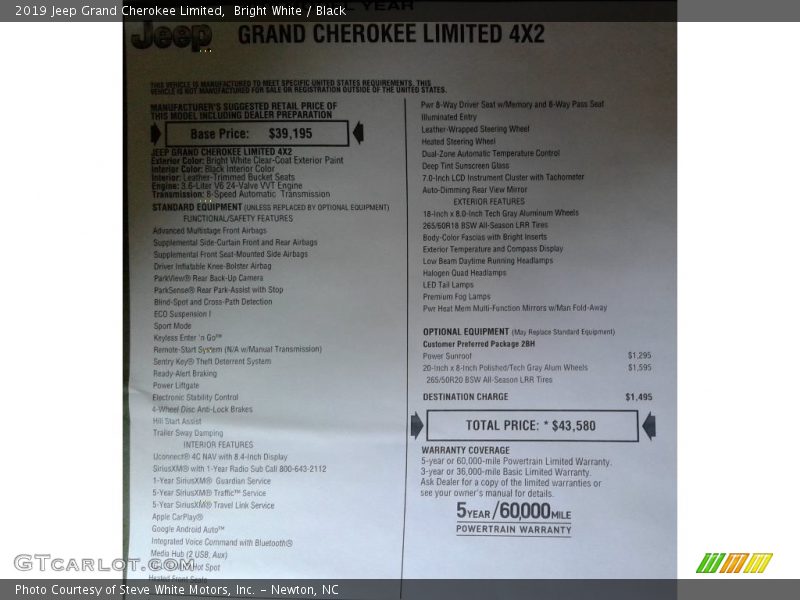 2019 Jeep Grand Cherokee Limited,  Bright White / Black
YEAR
Jeep
GRAND CHEROKEE LIMITED 4X2
THIS VEHICLE IS MANUFACTURED TO MEET SPECIFIC UNITED STATES REQUIREMENTS. THIS
VEHICLE IS NOT MANUFACTURED FOR SALE OR REGISTRATION OUTSIDE OF THE UNITED STATES.
MANUFACTURER'S SUGGESTED RETAIL PRICE OF
THIS MODEL INCLUDING DEALER PREPARATION
Base Price: $39,195
JEEP GRAND CHEROKEE LIMITED 4X2
Exterior Color: Bright White Clear-Coat Exterior Paint
Interior Color: Black Interior Color
Interior: Leather-Trimmed Bucket Seats
Engine: 3.6-Liter V6 24-Valve VVT Engine
Transmission: 8-Speed Automatic Transmission
STANDARD EQUIPMENT (UNLESS REPLACED BY OPTIONAL EQUIPMENT)
FUNCTIONAL/SAFETY FEATURES
Advanced Multistage Front Airbags
Supplemental Side-Curtain Front and Rear Airbags
Supplemental Front Seat-Mounted Side Airbags
Driver Inflatable Knee-Bolster Airbag
ParkView® Rear Back-Up Camera
ParkSense® Rear Park-Assist with Stop
Blind-Spot and Cross-Path Detection
ECO Suspension I
Sport Mode
Keyless Enter 'n Go™
Remote-Start System (N/A w/Manual Transmission)
Sentry Key® Theft Deterrent System
Ready-Alert Braking
Power Liftgate
Electronic Stability Control
4-Wheel Disc Anti-Lock Brakes
Hill Start Assist
Trailer Sway Damping
INTERIOR FEATURES
Uconnect® 4C NAV with 8.4-Inch Display
SiriusXM® with 1-Year Radio Sub Call 800-643-2112
1-Year SiriusXM® Guardian Service
5-Year SiriusXM® Traffic™ Service
5-Year SiriusXM® Travel Link Service
Apple CarPlay®
Google Android Auto™
Integrated Voice Command with Bluetooth®
Media Hub (2 USB, Aux)
Hot Spot
Heated Front Seats
Pwr 8-Way Driver Seat w/Memory and 8-Way Pass Seat
Illuminated Entry
Leather-Wrapped Steering Wheel
Heated Steering Wheel
Dual-Zone Automatic Temperature Control
Deep Tint Sunscreen Glass
7.0-Inch LCD Instrument Cluster with Tachometer
Auto-Dimming Rear View Mirror
EXTERIOR FEATURES
18-Inch x 8.0-Inch Tech Gray Aluminum Wheels
265/60R18 BSW All-Season LRR Tires
Body-Color Fascias with Bright Inserts
Exterior Temperature and Compass Display
Low Beam Daytime Running Headlamps
Halogen Quad Headlamps
LED Tail Lamps
Premium Fog Lamps
Pwr Heat Mem Multi-Function Mirrors w/Man Fold-Away
OPTIONAL EQUIPMENT (May Replace Standard Equipment)
Customer Preferred Package 2BH
Power Sunroof $1,295
20-Inch x 8-Inch Polished/Tech Gray Alum Wheels $1,595
265/50R20 BSW All-Season LRR Tires
DESTINATION CHARGE $1,495
TOTAL PRICE: * $43,580
WARRANTY COVERAGE
5-year or 60,000-mile Powertrain Limited Warranty.
3-year or 36,000-mile Basic Limited Warranty.
Ask Dealer for a copy of the limited warranties or
see your owner's manual for details.
5YEAR/60,000MILE
POWERTRAIN WARRANTY
GTCARLOT.COM
Photo Courtesy of Steve White Motors, Inc. – Newton, NC